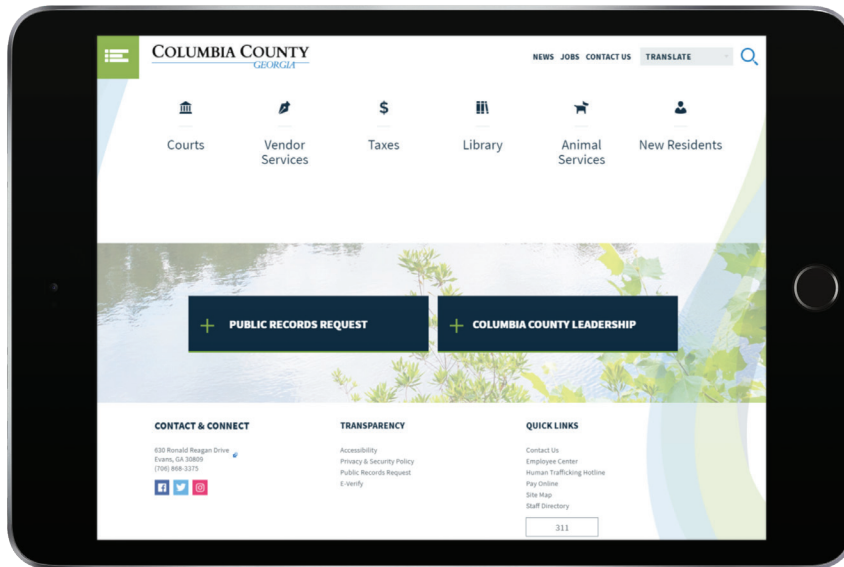 COLUMBIA COUNTY
GEORGIA
NEWS JOBS CONTACT US TRANSLATE
Courts
Vendor
Services
Taxes
Library
Animal
Services
New Residents
PUBLIC RECORDS REQUEST
COLUMBIA COUNTY LEADERSHIP
CONTACT & CONNECT
630 Ronald Reagan Drive
Evans, GA 30809
(706) 868-3375
TRANSPARENCY
Accessibility
Privacy & Security Policy
Public Records Request
E-Verify
QUICK LINKS
Contact Us
Employee Center
Human Trafficking Hotline
Pay Online
Site Map
Staff Directory
311